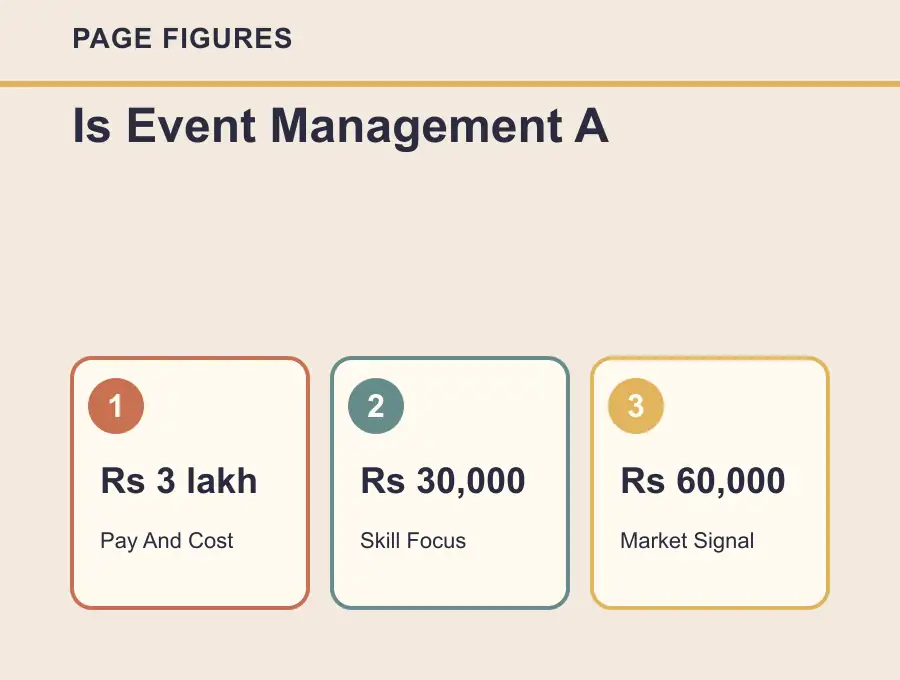 PAGE FIGURES
Is Event Management A
1
Rs 3 lakh
Pay And Cost
2
Rs 30,000
Skill Focus
3
Rs 60,000
Market Signal